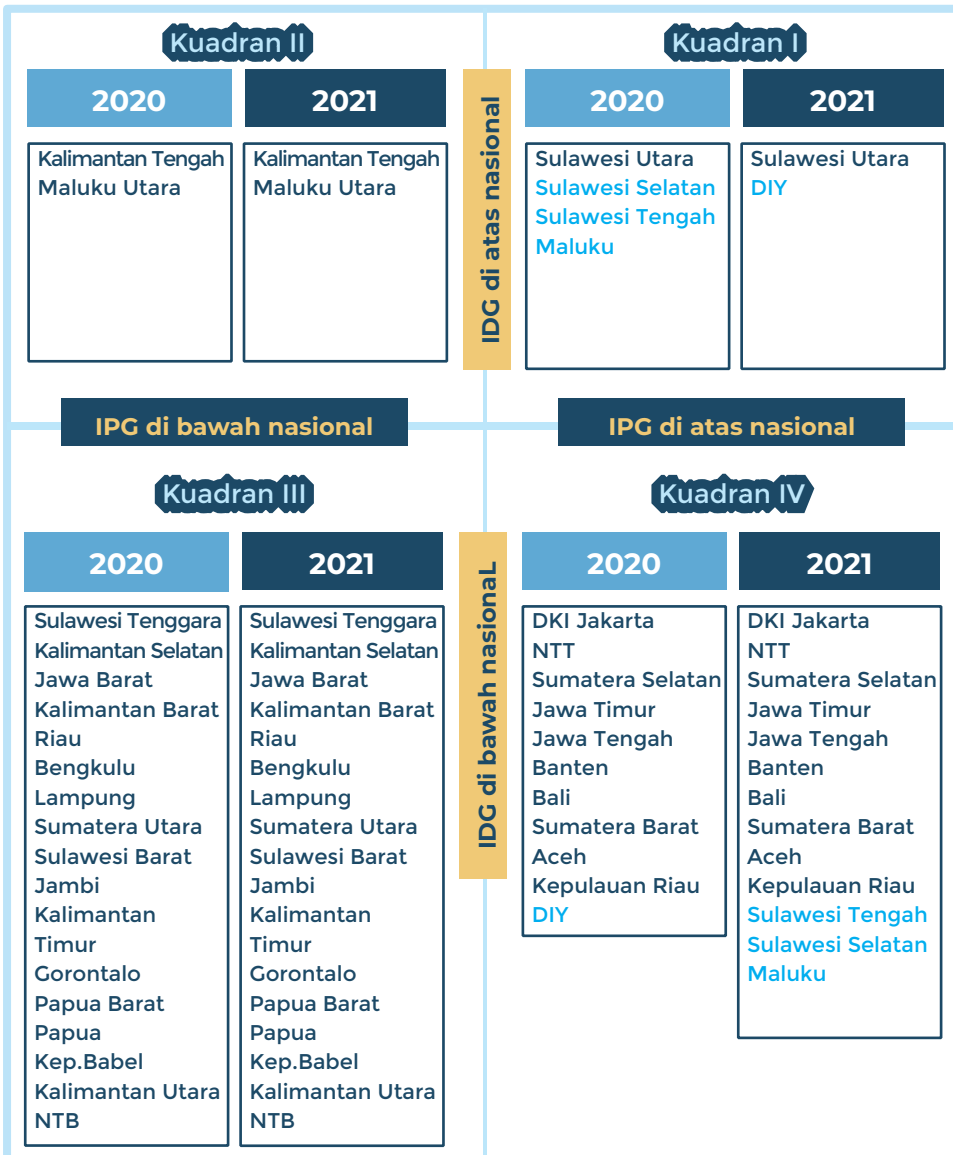 Kuadran II
2020
2021
Kalimantan Tengah
Maluku Utara
Kalimantan Tengah
Maluku Utara
IDG di atas nasional
Kuadran I
2020
2021
Sulawesi Utara
Sulawesi Selatan
Sulawesi Tengah
Maluku
Sulawesi Utara
DIY
IPG di bawah nasional
IPG di atas nasional
Kuadran III
2020
2021
Sulawesi Tenggara
Kalimantan Selatan
Jawa Barat
Kalimantan Barat
Riau
Bengkulu
Lampung
Sumatera Utara
Sulawesi Barat
Jambi
Kalimantan
Timur
Gorontalo
Papua Barat
Papua
Kep.Babel
Kalimantan Utara
NTB
Sulawesi Tenggara
Kalimantan Selatan
Jawa Barat
Kalimantan Barat
Riau
Bengkulu
Lampung
Sumatera Utara
Sulawesi Barat
Jambi
Kalimantan
Timur
Gorontalo
Papua Barat
Papua
Kep.Babel
Kalimantan Utara
NTB
IDG di bawah nasionaL
Kuadran IV
2020
2021
DKI Jakarta
NTT
Sumatera Selatan
Jawa Timur
Jawa Tengah
Banten
Bali
Sumatera Barat
Aceh
Kepulauan Riau
DIY
DKI Jakarta
NTT
Sumatera Selatan
Jawa Timur
Jawa Tengah
Banten
Bali
Sumatera Barat
Aceh
Kepulauan Riau
Sulawesi Tengah
Sulawesi Selatan
Maluku